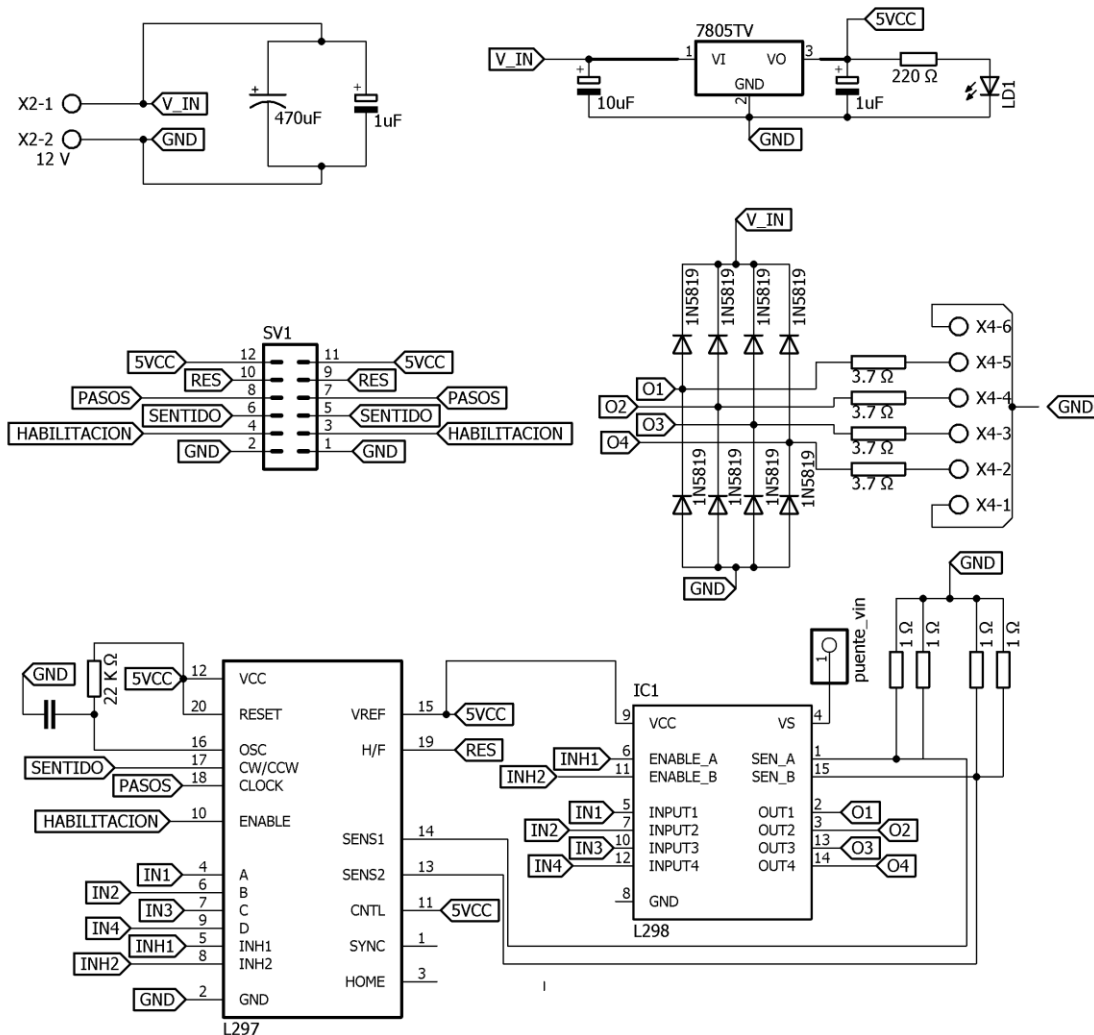 X2-1
V_IN
X2-2
GND
12 V
470uF
1uF
7805TV
V_IN
1
VI
VO
3
GND
2
5VCC
10uF
1uF
220 Ω
LD1
GND
SV1
5VCC
12
11
5VCC
RES
10
9
RES
PASOS
8
7
PASOS
SENTIDO
6
5
SENTIDO
HABILITACION
4
3
HABILITACION
GND
2
1
GND
V_IN
1N5819
1N5819
1N5819
1N5819
O1
O2
O3
O4
1N5819
1N5819
1N5819
1N5819
GND
3.7 Ω
3.7 Ω
3.7 Ω
3.7 Ω
X4-6
X4-5
X4-4
X4-3
X4-2
X4-1
GND
GND
22 K Ω
5VCC
12
VCC
20
RESET
16
OSC
SENTIDO
17
CW/CCW
PASOS
18
CLOCK
HABILITACION
10
ENABLE
IN1
4
A
IN2
6
B
IN3
7
C
IN4
9
D
INH1
5
INH1
INH2
8
INH2
GND
2
GND
VREF
15
5VCC
H/F
19
RES
SENS1
14
SENS2
13
CNTL
11
5VCC
SYNC
1
HOME
3
L297
IC1
9
VCC
INH1
6
ENABLE_A
INH2
11
ENABLE_B
IN1
5
INPUT1
IN2
7
INPUT2
IN3
10
INPUT3
IN4
12
INPUT4
8
GND
VS
4
SEN_A
1
SEN_B
15
OUT1
2
O1
OUT2
3
O2
OUT3
13
O3
OUT4
14
O4
L298
1
puente_vin
GND
1 Ω
1 Ω
1 Ω
1 Ω